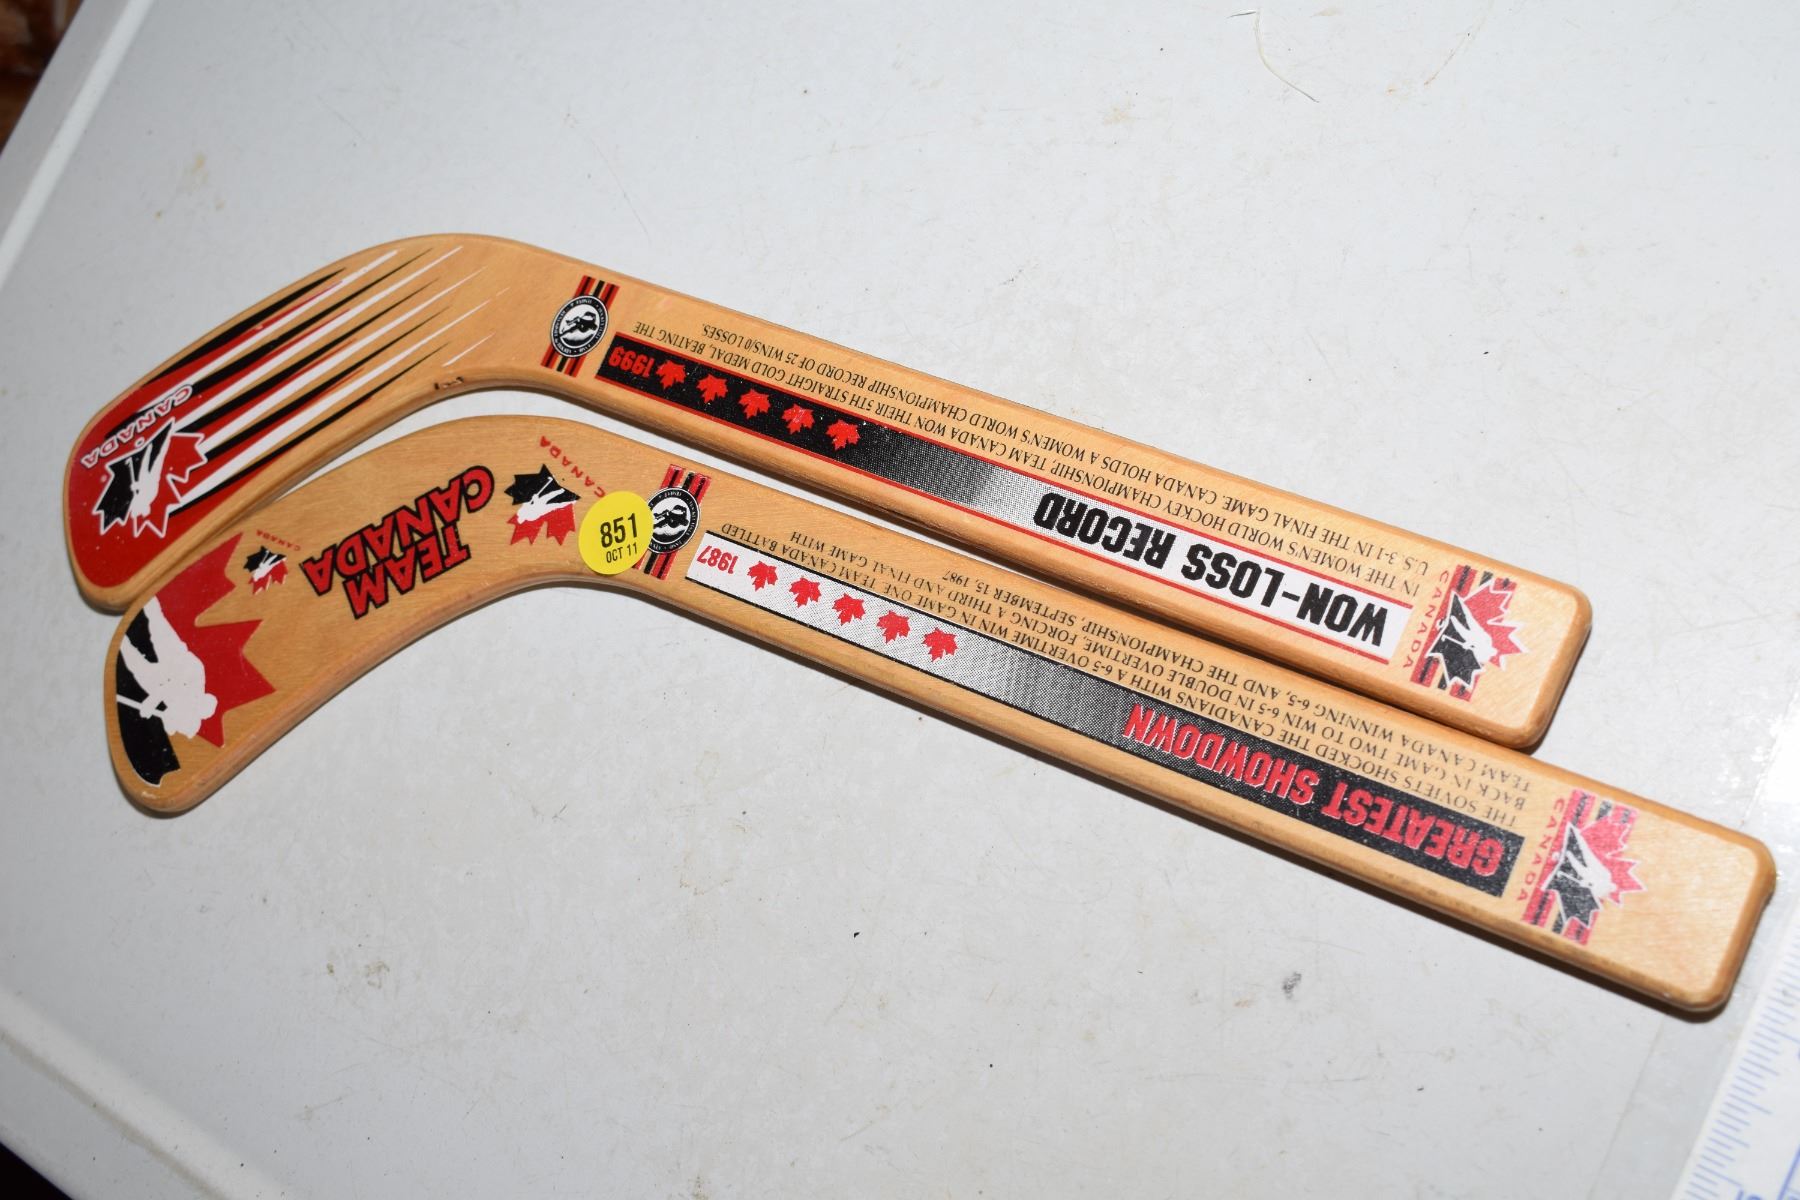 CANADA
WON-LOSS RECORD
1999
IN THE WOMEN'S WORLD HOCKEY CHAMPIONSHIP, TEAM CANADA WON THEIR 5TH STRAIGHT GOLD MEDAL, BEATING THE
U.S. 3-1 IN THE FINAL GAME. CANADA HOLDS A WOMEN'S WORLD CHAMPIONSHIP RECORD OF 25 WINS/0 LOSSES.
CANADA
CANADA
GREATEST SHOWDOWN
1987
THE SOVIETS SHOCKED THE CANADIANS WITH A 6-5 OVERTIME WIN IN GAME ONE. TEAM CANADA BATTLED
BACK IN GAME TWO TO WIN 6-5 IN DOUBLE OVERTIME, FORCING A THIRD AND FINAL GAME WITH
TEAM CANADA WINNING 6-5, AND THE CHAMPIONSHIP, SEPTEMBER 15, 1987
851
OCT 11
CANADA
CANADA
TEAM
CANADA
CANADA